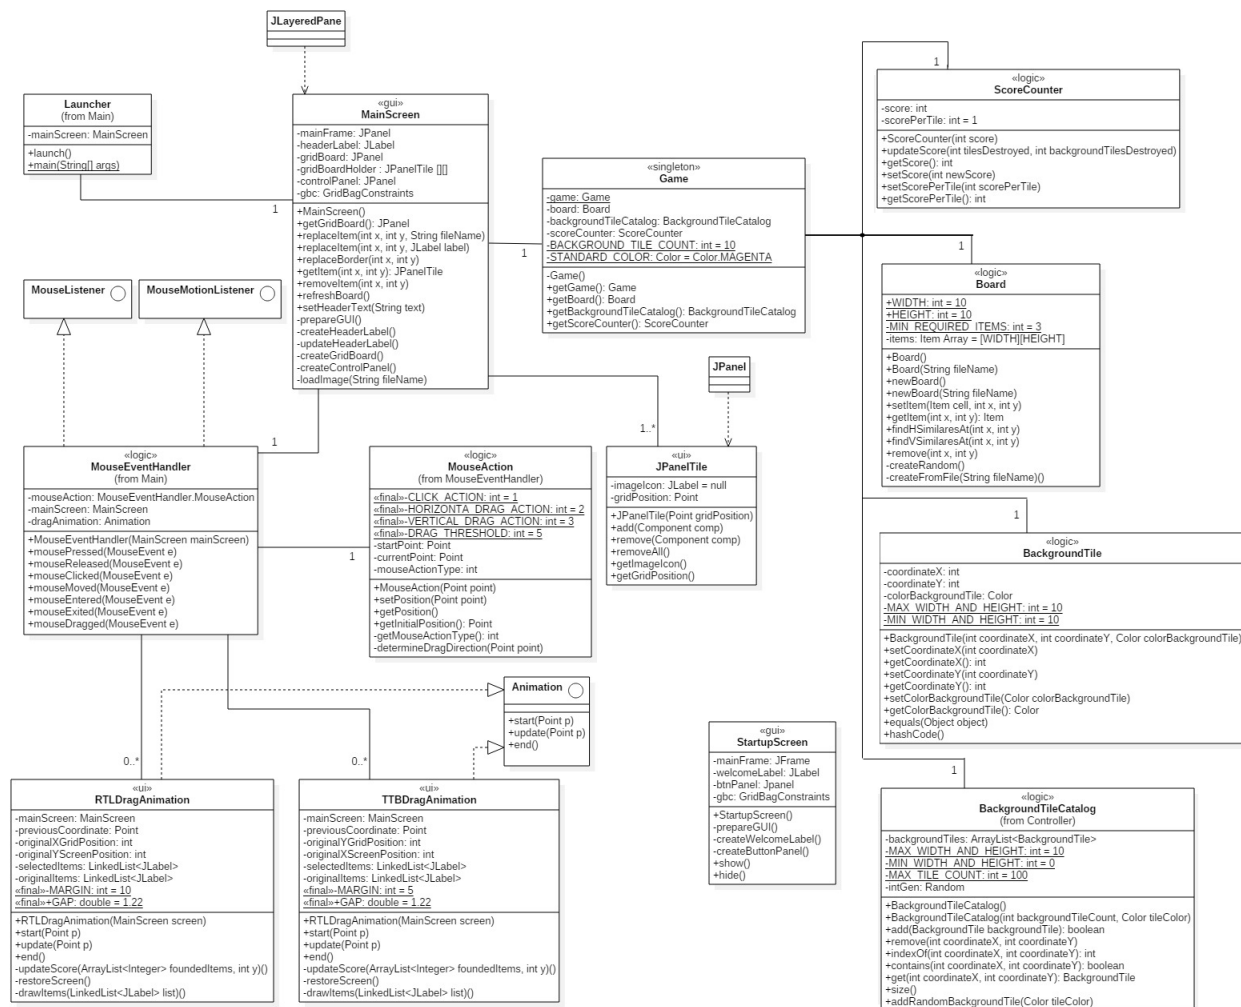 JLayeredPane
Launcher
(from Main)
-mainScreen: MainScreen
+launch()
+main(String[] args)
1
«gui»
MainScreen
-mainFrame: JPanel
-headerLabel: JLabel
-gridBoard: JPanel
-gridBoardHolder : JPanelTile [][]
-controlPanel: JPanel
-gbc: GridBagConstraints
+MainScreen()
+getGridBoard(): JPanel
+replaceItem(int x, int y, String fileName)
+replaceItem(int x, int y, JLabel label)
+replaceBorder(int x, int y)
+getItem(int x, int y): JPanelTile
+removeItem(int x, int y)
+refreshBoard()
+setHeaderText(String text)
-prepareGUI()
-createHeaderLabel()
-updateHeaderLabel()
-createGridBoard()
-createControlPanel()
-loadImage(String fileName)
1
«singleton»
Game
-game: Game
-board: Board
-backgroundTileCatalog: BackgroundTileCatalog
-scoreCounter: ScoreCounter
-BACKGROUND_TILE_COUNT: int = 10
-STANDARD_COLOR: Color = Color.MAGENTA
-Game()
+getGame(): Game
+getBoard(): Board
+getBackgroundTileCatalog(): BackgroundTileCatalog
+getScoreCounter(): ScoreCounter
1
«logic»
ScoreCounter
-score: int
-scorePerTile: int = 1
+ScoreCounter(int score)
+updateScore(int tilesDestroyed, int backgroundTilesDestroyed)
+getScore(): int
+setScore(int newScore)
+setScorePerTile(int scorePerTile)
+getScorePerTile(): int
1
«logic»
Board
+WIDTH: int = 10
+HEIGHT: int = 10
-MIN_REQUIRED_ITEMS: int = 3
-items: Item Array = [WIDTH][HEIGHT]
+Board()
+Board(String fileName)
+newBoard()
+newBoard(String fileName)
+setItem(Item cell, int x, int y)
+getItem(int x, int y): Item
+findHSimilaresAt(int x, int y)
+findVSimilaresAt(int x, int y)
+remove(int x, int y)
-createRandom()
-createFromFile(String fileName)()
MouseListener
MouseMotionListener
1
«logic»
MouseEventHandler
(from Main)
-mouseAction: MouseEventHandler.MouseAction
-mainScreen: MainScreen
-dragAnimation: Animation
+MouseEventHandler(MainScreen mainScreen)
+mousePressed(MouseEvent e)
+mouseReleased(MouseEvent e)
+mouseClicked(MouseEvent e)
+mouseMoved(MouseEvent e)
+mouseEntered(MouseEvent e)
+mouseExited(MouseEvent e)
+mouseDragged(MouseEvent e)
1
«logic»
MouseAction
(from MouseEventHandler)
«final»-CLICK_ACTION: int = 1
«final»-HORIZONTA_DRAG_ACTION: int = 2
«final»-VERTICAL_DRAG_ACTION: int = 3
«final»-DRAG_THRESHOLD: int = 5
-startPoint: Point
-currentPoint: Point
-mouseActionType: int
+MouseAction(Point point)
+setPosition(Point point)
+getPosition()
+getInitialPosition(): Point
-getMouseActionType(): int
-determineDragDirection(Point point)
JPanel
1..*
«ui»
JPanelTile
-imageIcon: JLabel = null
-gridPosition: Point
+JPanelTile(Point gridPosition)
+add(Component comp)
+remove(Component comp)
+removeAll()
+getImageIcon()
+getGridPosition()
1
«logic»
BackgroundTile
-coordinateX: int
-coordinateY: int
-colorBackgroundTile: Color
-MAX_WIDTH_AND_HEIGHT: int = 10
-MIN_WIDTH_AND_HEIGHT: int = 10
+BackgroundTile(int coordinateX, int coordinateY, Color colorBackgroundTile)
+setCoordinateX(int coordinateX)
+getCoordinateX(): int
+setCoordinateY(int coordinateY)
+getCoordinateY(): int
+setColorBackgroundTile(Color colorBackgroundTile)
+getColorBackgroundTile(): Color
+equals(Object object)
+hashCode()
Animation
+start(Point p)
+update(Point p)
+end()
0..*
«ui»
RTLDragAnimation
-mainScreen: MainScreen
-previousCoordinate: Point
-originalXGridPosition: int
-originalYScreenPosition: int
-selectedItems: LinkedList<JLabel>
-originalItems: LinkedList<JLabel>
«final»-MARGIN: int = 10
«final»+GAP: double = 1.22
+RTLDragAnimation(MainScreen screen)
+start(Point p)
+update(Point p)
+end()
-updateScore(ArrayList<Integer> foundedItems, int y)()
-restoreScreen()
-drawItems(LinkedList<JLabel> list)()
0..*
«ui»
TTBDragAnimation
-mainScreen: MainScreen
-previousCoordinate: Point
-originalYGridPosition: int
-originalXScreenPosition: int
-selectedItems: LinkedList<JLabel>
-originalItems: LinkedList<JLabel>
«final»-MARGIN: int = 5
«final»+GAP: double = 1.22
+TTBDragAnimation(MainScreen screen)
+start(Point p)
+update(Point p)
+end()
-updateScore(ArrayList<Integer> foundedItems, int y)()
-restoreScreen()
-drawItems(LinkedList<JLabel> list)()
«gui»
StartupScreen
-mainFrame: JFrame
-welcomeLabel: JLabel
-btnPanel: Jpanel
-gbc: GridBagConstraints
+StartupScreen()
-prepareGUI()
-createWelcomeLabel()
-createButtonPanel()
+show()
+hide()
1
«logic»
BackgroundTileCatalog
(from Controller)
-backgroundTiles: ArrayList<BackgroundTile>
-MAX_WIDTH_AND_HEIGHT: int = 10
-MIN_WIDTH_AND_HEIGHT: int = 0
-MAX_TILE_COUNT: int = 100
-intGen: Random
+BackgroundTileCatalog()
+BackgroundTileCatalog(int backgroundTileCount, Color tileColor)
+add(BackgroundTile backgroundTile): boolean
+remove(int coordinateX, int coordinateY)
+indexOf(int coordinateX, int coordinateY): int
+contains(int coordinateX, int coordinateY): boolean
+get(int coordinateX, int coordinateY): BackgroundTile
+size()
+addRandomBackgroundTile(Color tileColor)